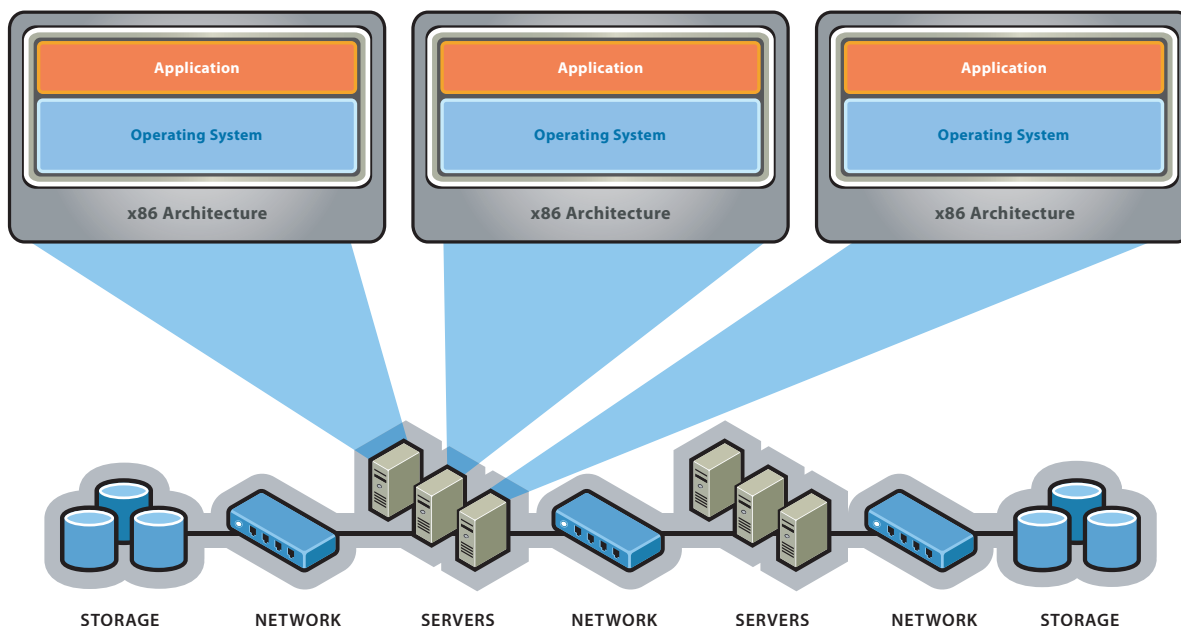 Application
Operating System
x86 Architecture
Application
Operating System
x86 Architecture
Application
Operating System
x86 Architecture
STORAGE
NETWORK
SERVERS
NETWORK
SERVERS
NETWORK
STORAGE